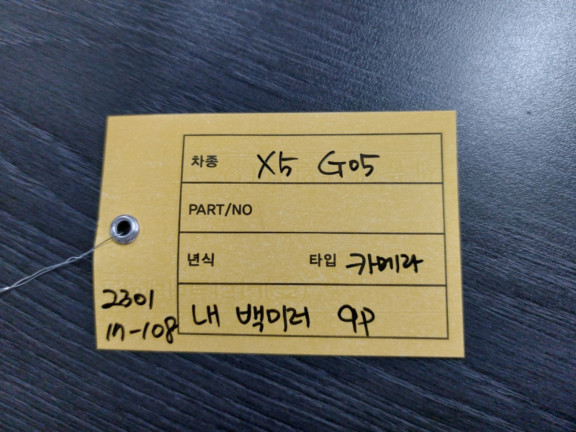 차종 X5 G05
PART/NO
년식 타입 카메라
내 백미러 9P
2301
in-108